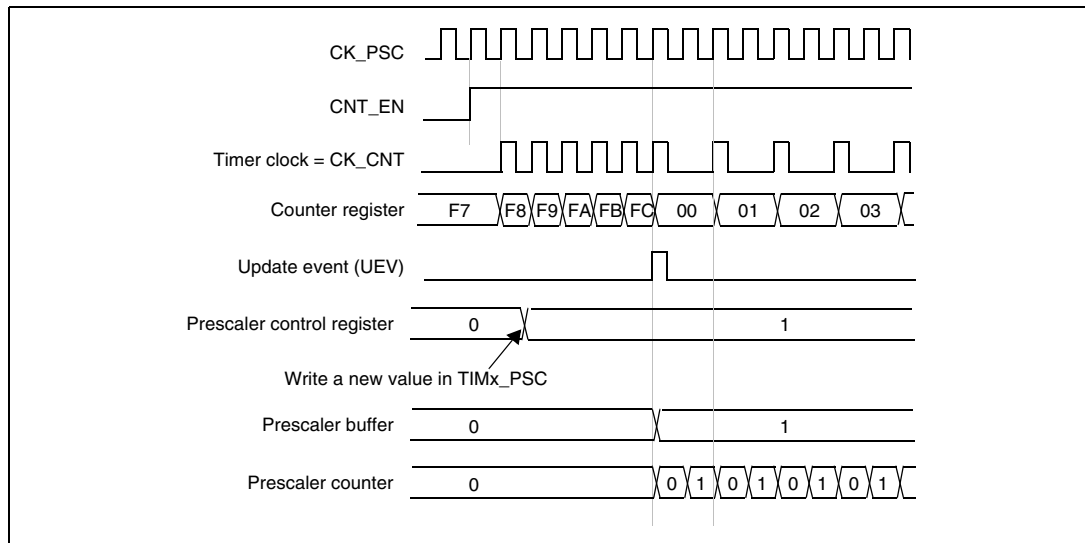 CK_PSC
CNT_EN
Timer clock = CK_CNT
Counter register F7 F8 F9 FA FB FC 00 01 02 03
Update event (UEV)
Prescaler control register 0 1
Write a new value in TIMx_PSC
Prescaler buffer 0 1
Prescaler counter 0 0 1 0 1 0 1 0 1